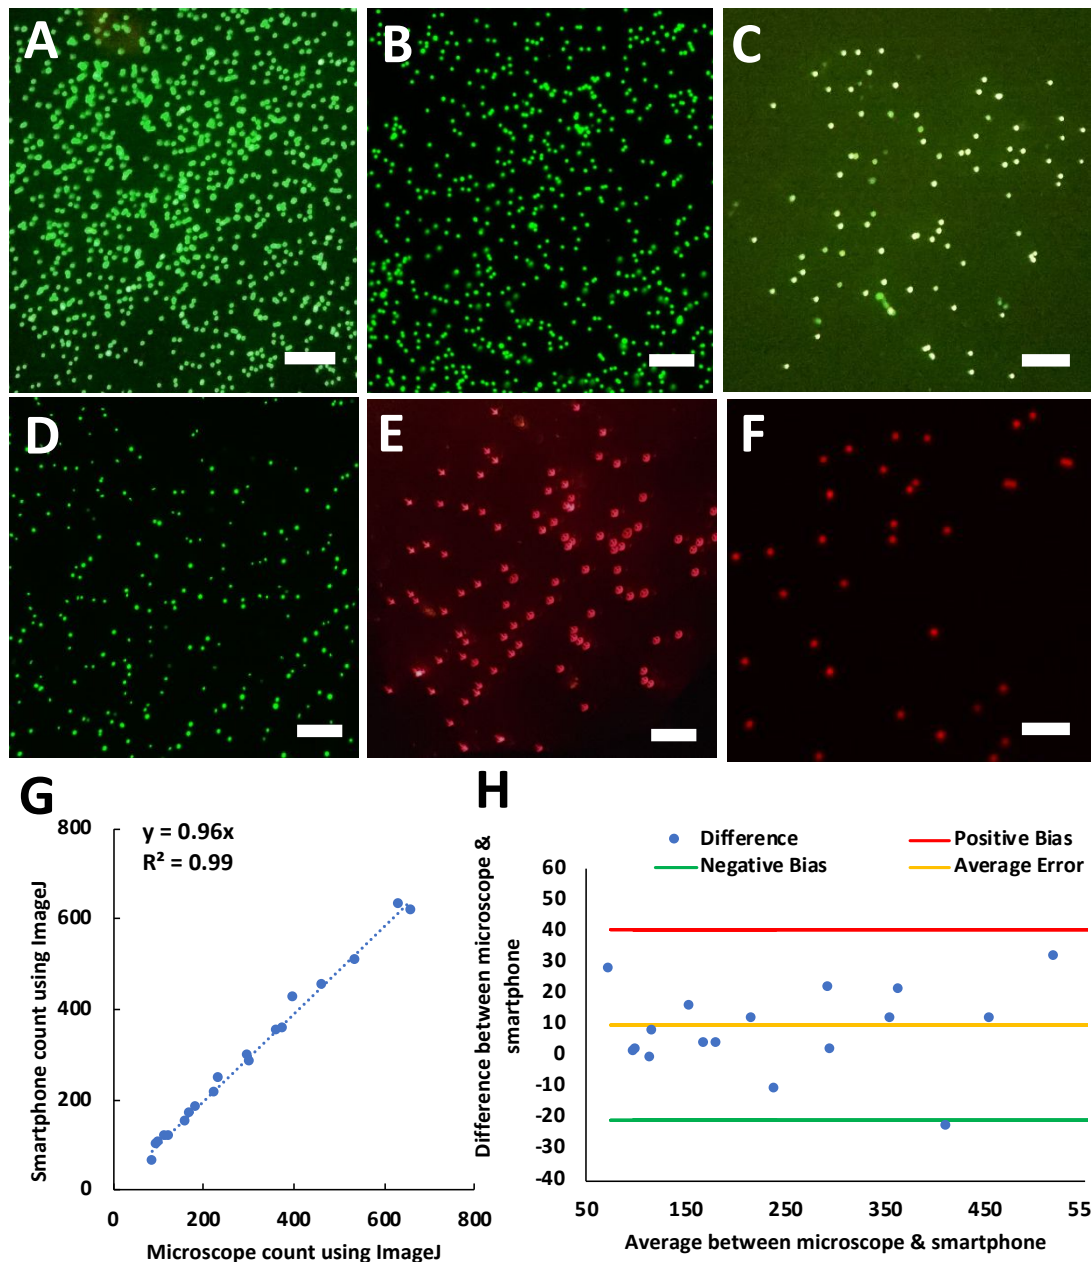 A
B
C
D
E
F
G
H
y = 0.96x
R² = 0.99
Smartphone count using ImageJ
800
600
400
200
0
0
200
400
600
800
Microscope count using ImageJ
Difference between microscope &
smartphone
Difference
Positive Bias
Negative Bias
Average Error
60
50
40
30
20
10
0
-10
-20
-30
-40
50
150
250
350
450
55
Average between microscope & smartphone